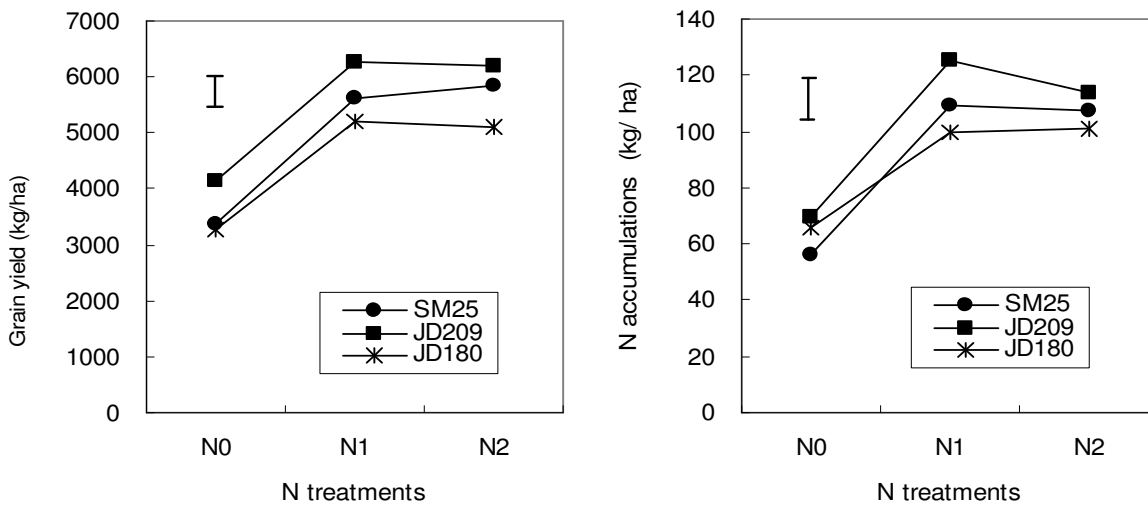 Grain yield (kg/ha)
7000
6000
5000
4000
3000
2000
1000
0
SM25
JD209
JD180
N0 N1 N2
N treatments
N accumulations (kg/ ha)
140
120
100
80
60
40
20
0
SM25
JD209
JD180
N0 N1 N2
N treatments